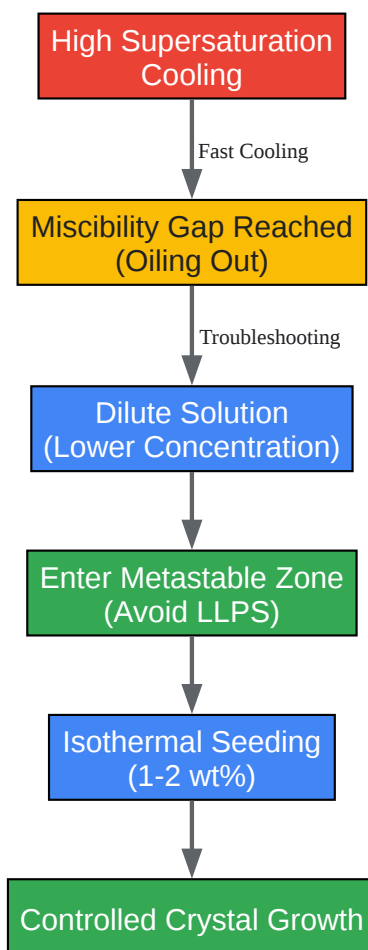 High Supersaturation
Cooling
Fast Cooling
Miscibility Gap Reached
(Oiling Out)
Troubleshooting
Dilute Solution
(Lower Concentration)
Enter Metastable Zone
(Avoid LLPS)
Isothermal Seeding
(1-2 wt%)
Controlled Crystal Growth